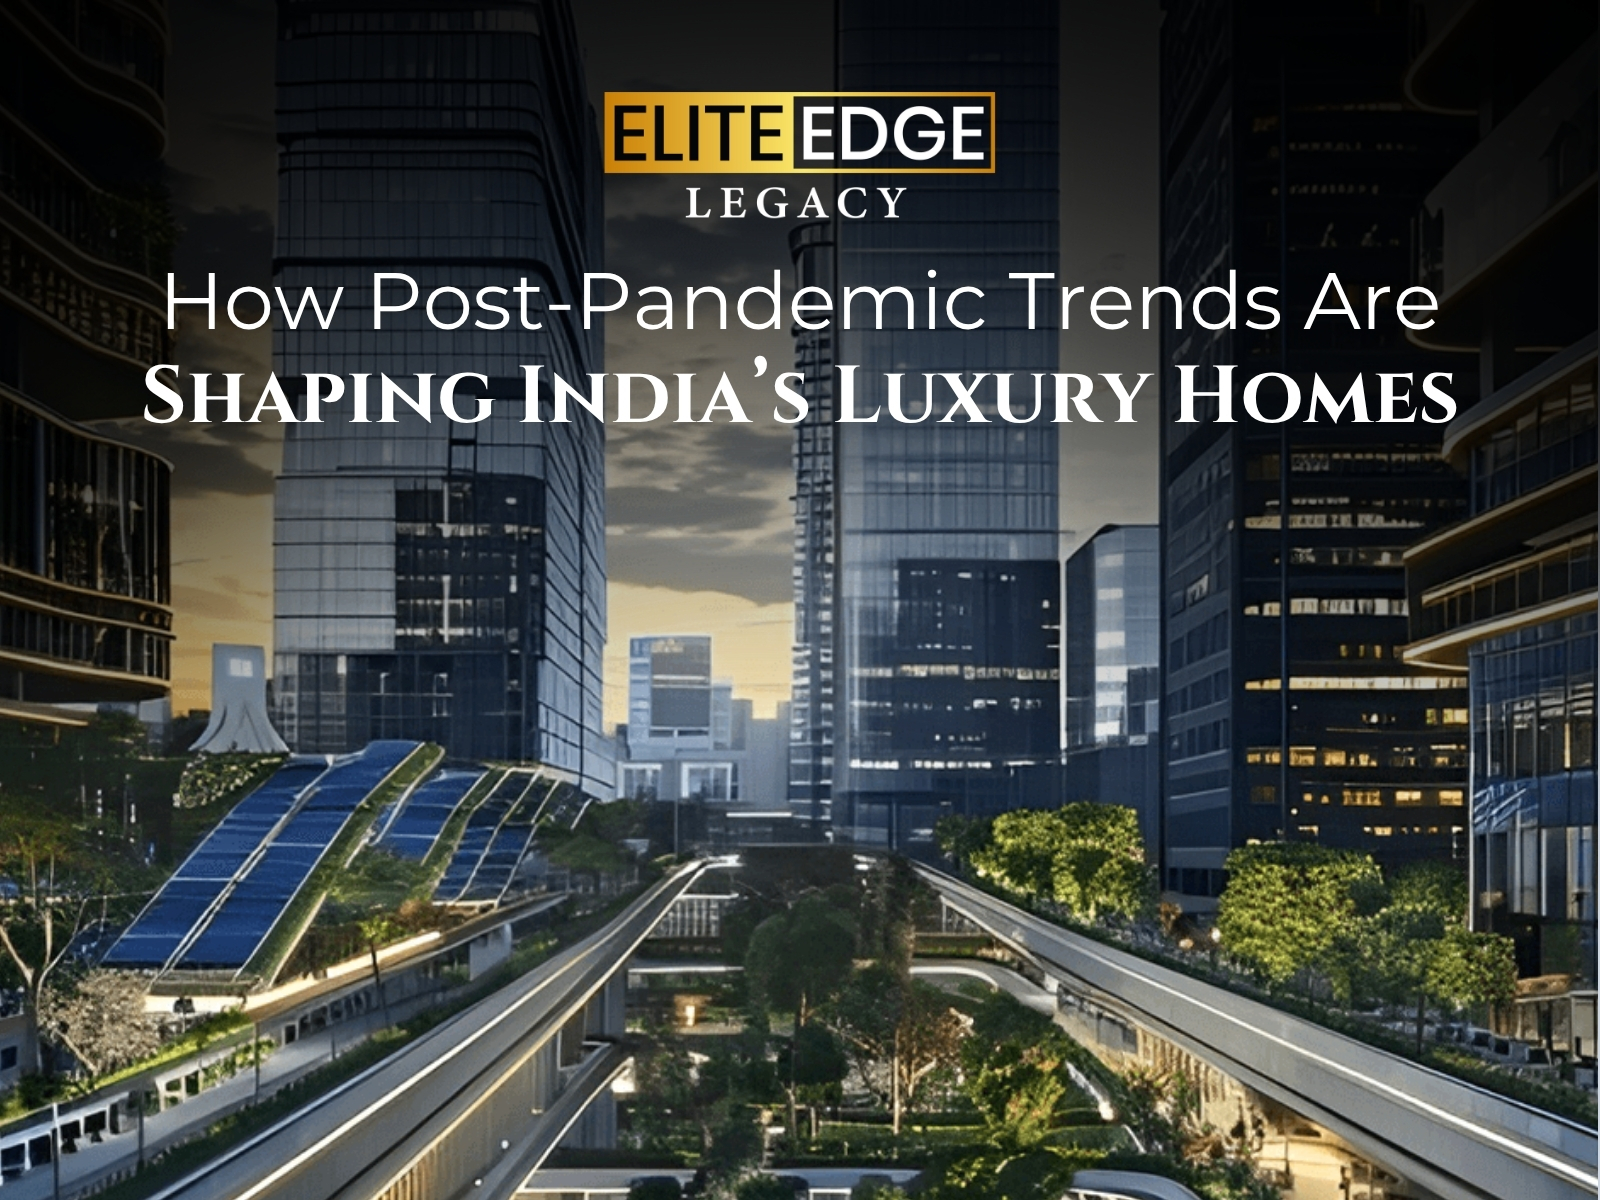 ELITE EDGE
LEGACY
How Post-Pandemic Trends Are
Shaping India’s Luxury Homes